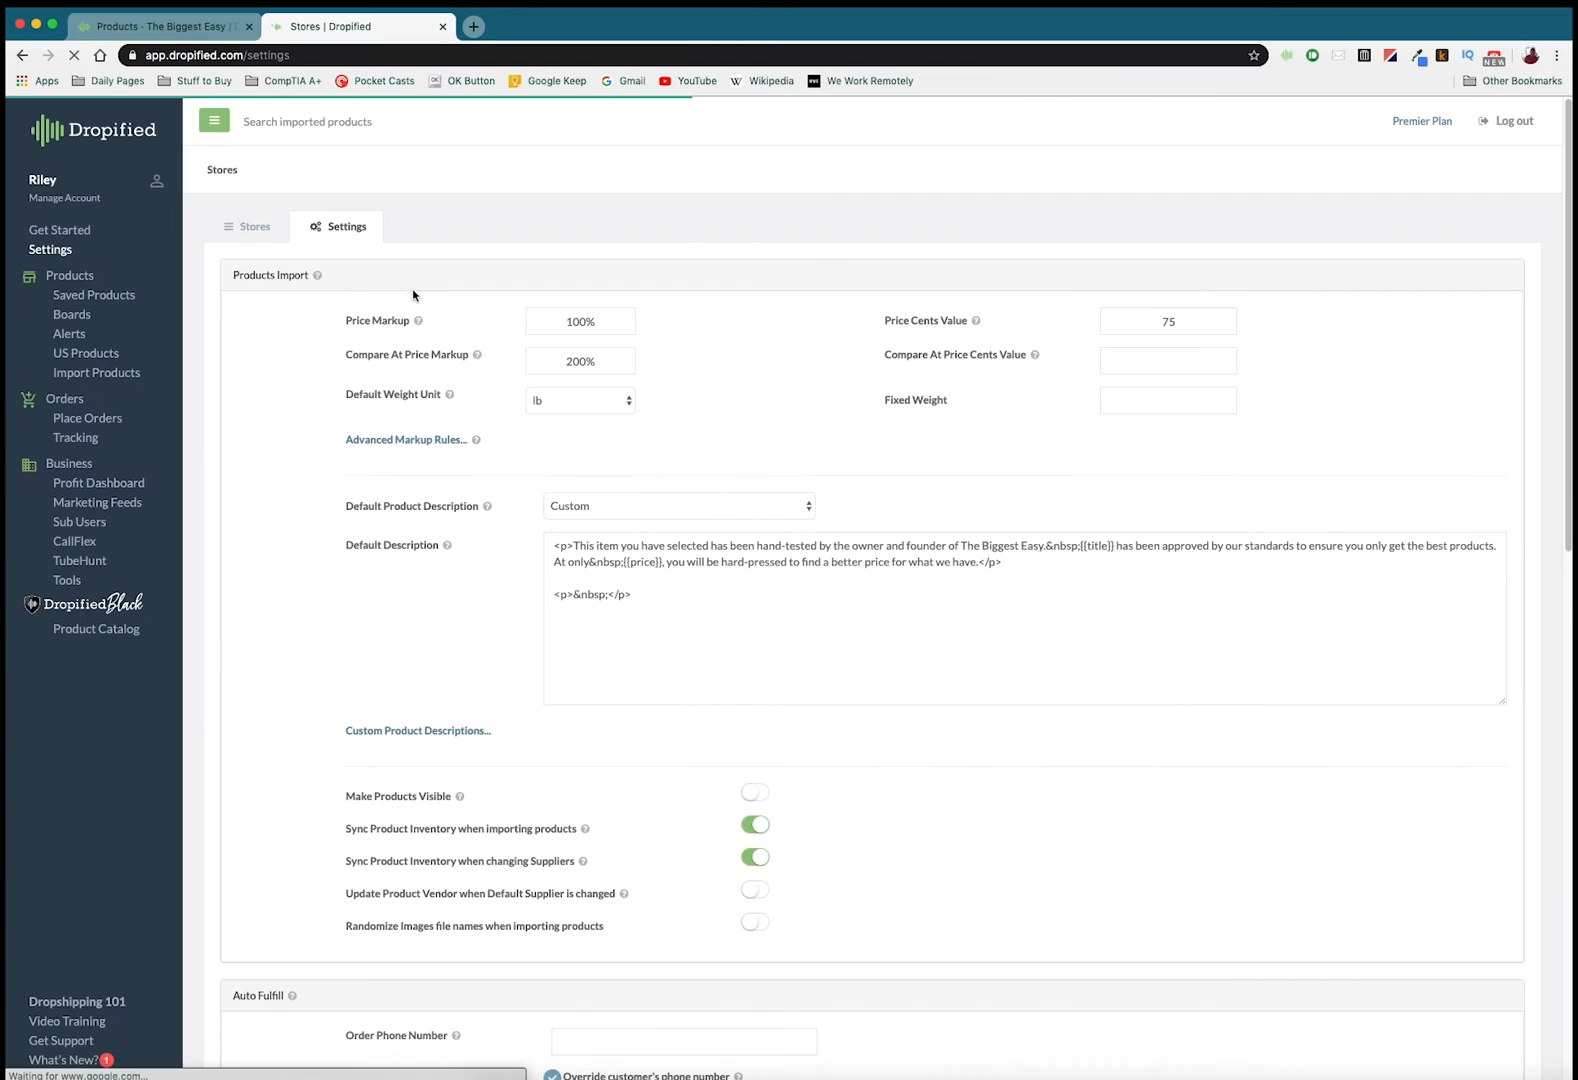 Products - The Biggest Easy |
Stores | Dropified
app.dropified.com/settings
Apps
Daily Pages
Stuff to Buy
CompTIA A+
Pocket Casts
OK Button
Google Keep
Gmail
YouTube
Wikipedia
We Work Remotely
NEW
Other Bookmarks
Dropified
Search imported products
Premier Plan
Log out
Riley
Manage Account
Get Started
Settings
Products
Saved Products
Boards
Alerts
US Products
Import Products
Orders
Place Orders
Tracking
Business
Profit Dashboard
Marketing Feeds
Sub Users
CallFlex
TubeHunt
Tools
Dropified Black
Product Catalog
Dropshipping 101
Video Training
Get Support
What's New? 1
Waiting for www.google.com...
Stores
Stores
Settings
Products Import
Price Markup 100% Price Cents Value 75
Compare At Price Markup 200% Compare At Price Cents Value
Default Weight Unit lb Fixed Weight
Advanced Markup Rules...
Default Product Description Custom
Default Description
<p>This item you have selected has been hand-tested by the owner and founder of The Biggest Easy.&nbsp;{{title}} has been approved by our standards to ensure you only get the best products.
At only&nbsp;{{price}}, you will be hard-pressed to find a better price for what we have.</p>
<p>&nbsp;</p>
Custom Product Descriptions...
Make Products Visible
Sync Product Inventory when importing products
Sync Product Inventory when changing Suppliers
Update Product Vendor when Default Supplier is changed
Randomize Images file names when importing products
Auto Fulfill
Order Phone Number
Override customer's phone number